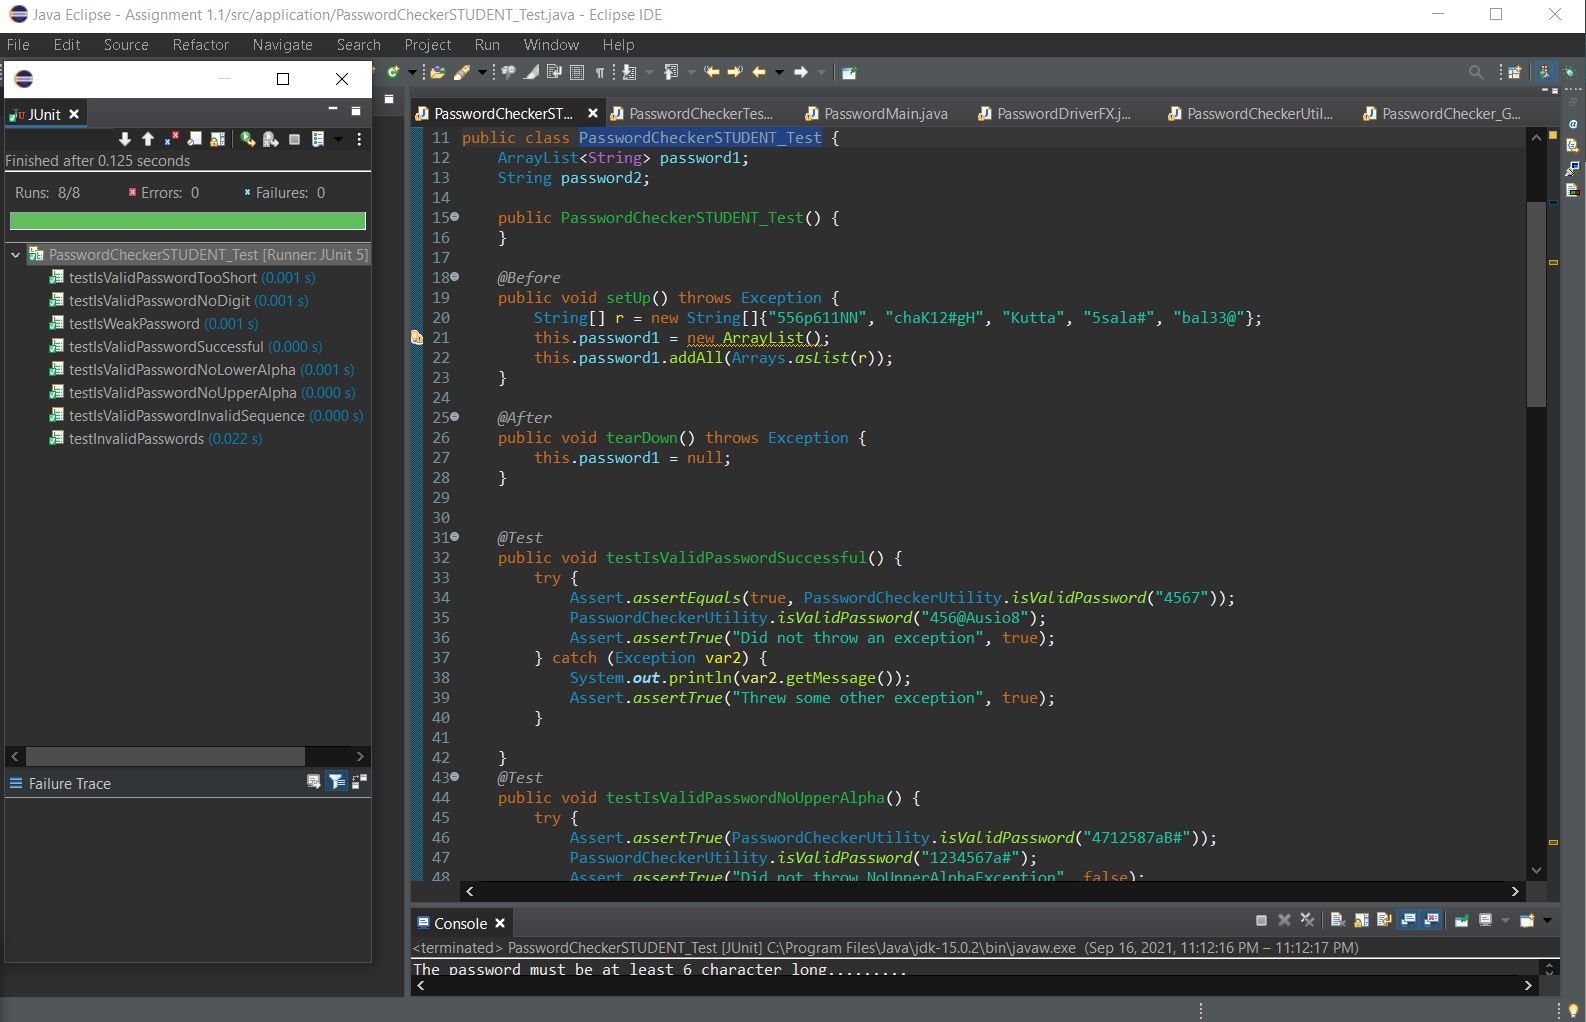 Java Eclipse - Assignment 1.1/src/application/PasswordCheckerSTUDENT_Test.java - Eclipse IDE
File Edit Source Refactor Navigate Search Project Run Window Help
JUnit
Finished after 0.125 seconds
Runs: 8/8 Errors: 0 Failures: 0
PasswordCheckerSTUDENT_Test [Runner: JUnit 5]
testIsValidPasswordTooShort (0.001 s)
testIsValidPasswordNoDigit (0.001 s)
testIsWeakPassword (0.001 s)
testIsValidPasswordSuccessful (0.000 s)
testIsValidPasswordNoLowerAlpha (0.001 s)
testIsValidPasswordNoUpperAlpha (0.000 s)
testIsValidPasswordInvalidSequence (0.000 s)
testInvalidPasswords (0.022 s)
Failure Trace
PasswordCheckerST... PasswordCheckerTes... PasswordMain.java PasswordDriverFX.j... PasswordCheckerUtil... PasswordChecker_G...
11 public class PasswordCheckerSTUDENT_Test {
12 ArrayList<String> password1;
13 String password2;
14
15 public PasswordCheckerSTUDENT_Test() {
16 }
17
18 @Before
19 public void setUp() throws Exception {
20 String[] r = new String[]{"556p611NN", "chaK12#gH", "Kutta", "5sala#", "bal33@"};
21 this.password1 = new ArrayList();
22 this.password1.addAll(Arrays.asList(r));
23 }
24
25 @After
26 public void tearDown() throws Exception {
27 this.password1 = null;
28 }
29
30
31 @Test
32 public void testIsValidPasswordSuccessful() {
33 try {
34 Assert.assertEquals(true, PasswordCheckerUtility.isValidPassword("4567"));
35 PasswordCheckerUtility.isValidPassword("456@Ausio8");
36 Assert.assertTrue("Did not throw an exception", true);
37 } catch (Exception var2) {
38 System.out.println(var2.getMessage());
39 Assert.assertTrue("Threw some other exception", true);
40 }
41
42 }
43 @Test
44 public void testIsValidPasswordNoUpperAlpha() {
45 try {
46 Assert.assertTrue(PasswordCheckerUtility.isValidPassword("4712587aB#"));
47 PasswordCheckerUtility.isValidPassword("1234567a#");
48 Assert.assertTrue("Did not throw NoUpperAlphaException", false);
Console
<terminated> PasswordCheckerSTUDENT_Test [JUnit] C:\Program Files\Java\jdk-15.0.2\bin\javaw.exe (Sep 16, 2021, 11:12:16 PM – 11:12:17 PM)
The password must be at least 6 character long.........